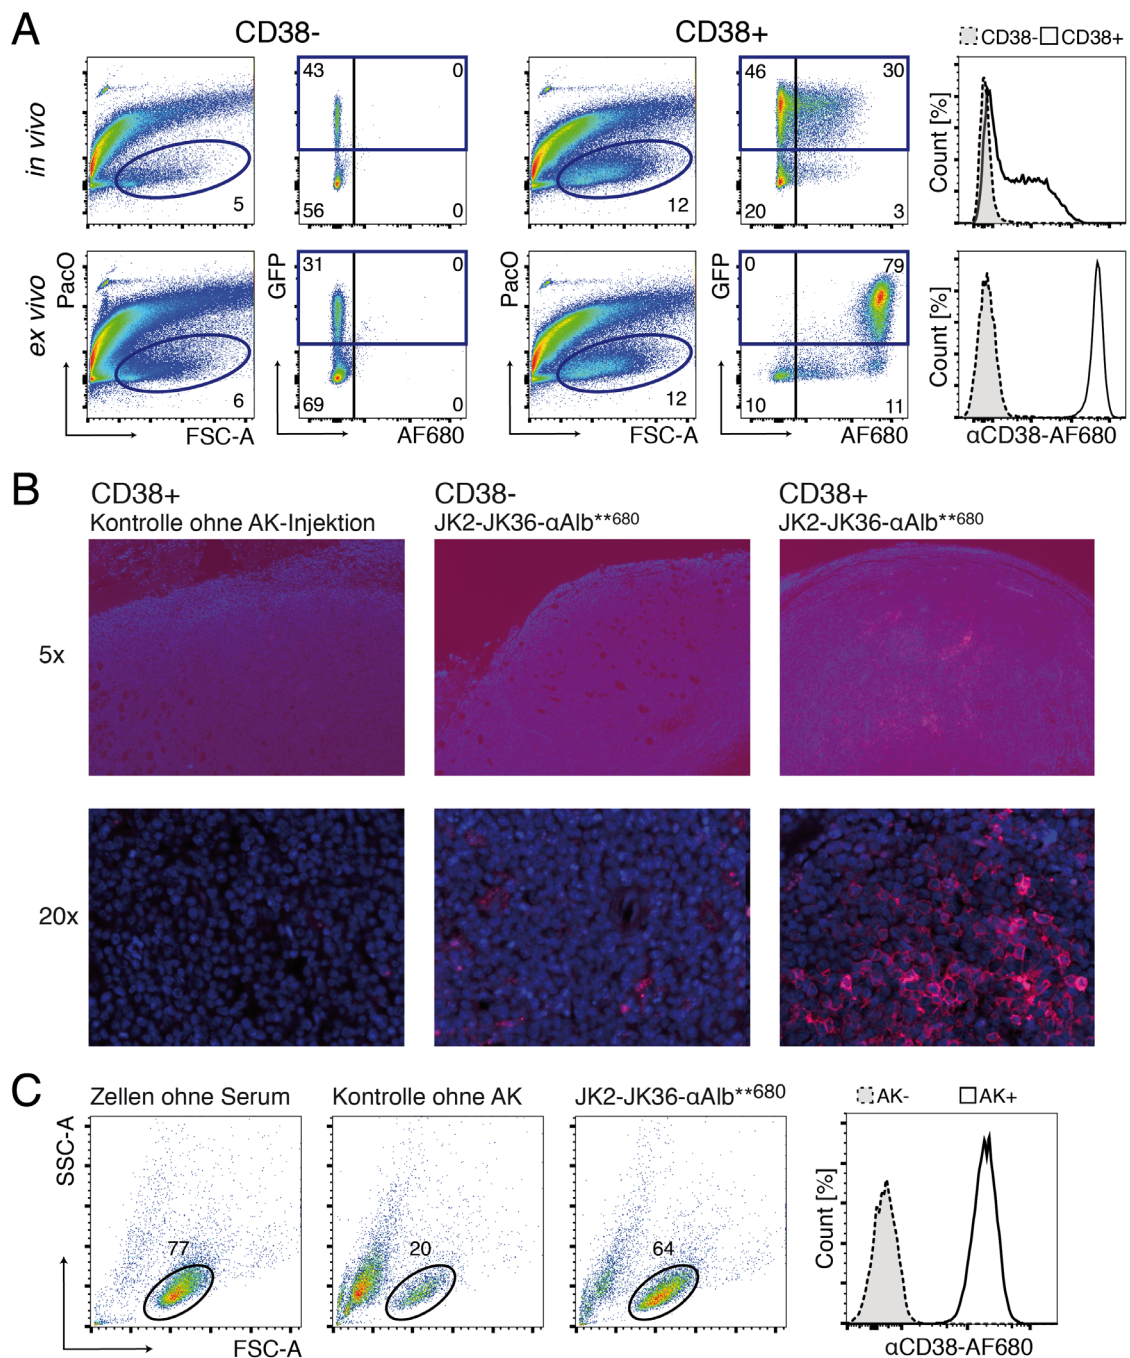 A
CD38-
CD38+
CD38- CD38+
in vivo
43
0
5
56
0
46
30
12
20
3
Count [%]
ex vivo
PacO
FSC-A
6
GFP
31
0
69
0
AF680
PacO
FSC-A
12
GFP
0
79
10
11
AF680
Count [%]
αCD38-AF680
B
CD38+
Kontrolle ohne AK-Injektion
CD38-
JK2-JK36-αAlb**680
CD38+
JK2-JK36-αAlb**680
5x
20x
C
Zellen ohne Serum
Kontrolle ohne AK
JK2-JK36-αAlb**680
AK-
AK+
SSC-A
77
20
64
FSC-A
Count [%]
αCD38-AF680